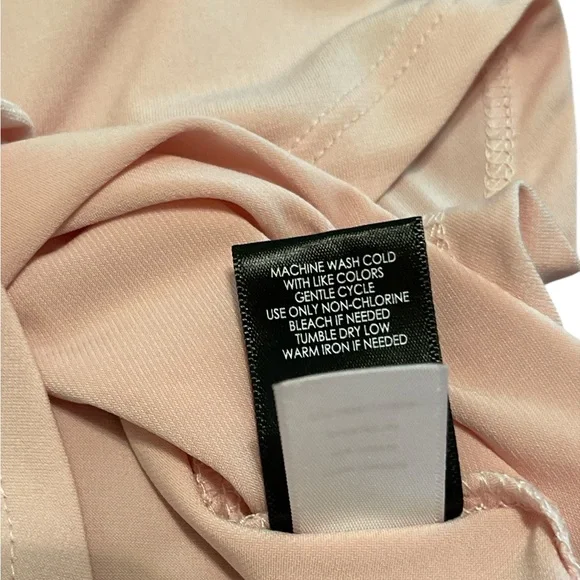 MACHINE WASH COLD
WITH LIKE COLORS
GENTLE CYCLE
USE ONLY NON-CHLORINE
BLEACH IF NEEDED
TUMBLE DRY LOW
WARM IRON IF NEEDED